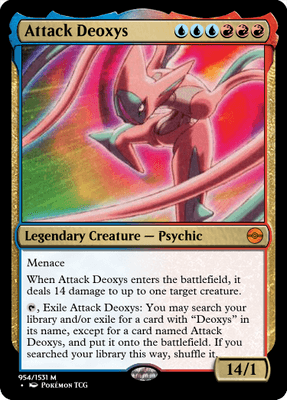 Attack Deoxys
Legendary Creature — Psychic
Menace
When Attack Deoxys enters the battlefield, it
deals 14 damage to up to one target creature.
, Exile Attack Deoxys: You may search your
library and/or exile for a card with “Deoxys” in
its name, except for a card named Attack
Deoxys, and put it onto the battlefield. If you
searched your library this way, shuffle it.
14/1
954/1531 M
• Pokémon TCG